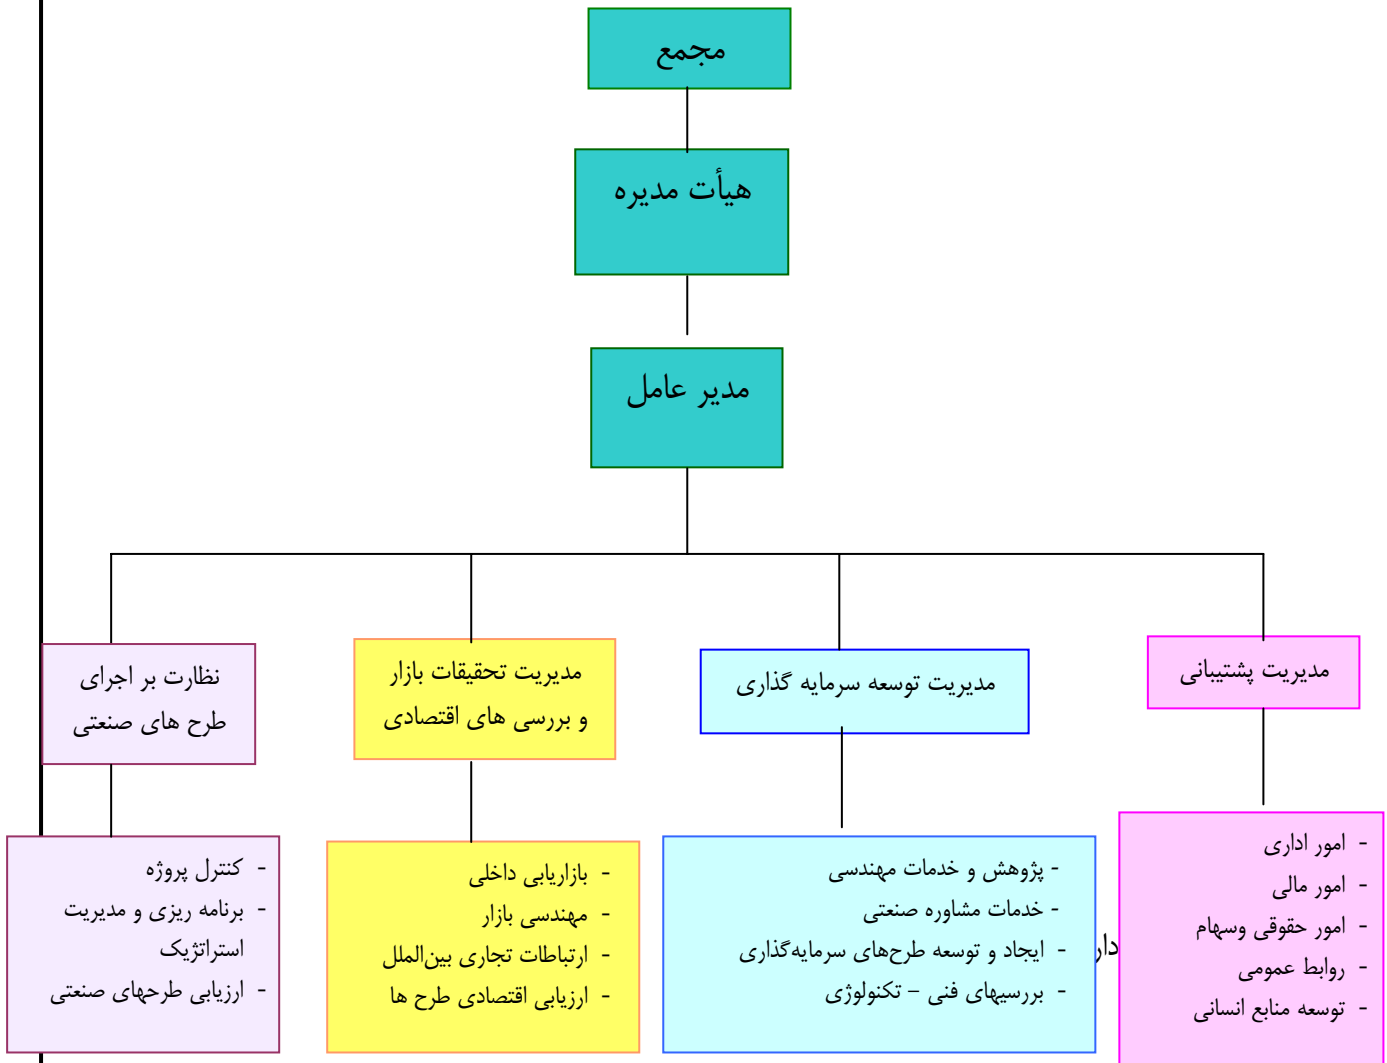 مجمع
هیأت مدیره
مدیر عامل
مدیریت پشتیبانی
- امور اداری
- امور مالی
- امور حقوقی وسهام
- روابط عمومی
- توسعه منابع انسانی
مدیریت توسعه سرمایه گذاری
- پژوهش و خدمات مهندسی
- خدمات مشاوره صنعتی
- ایجاد و توسعه طرح‌های سرمایه‌گذاری
- بررسیهای فنی – تکنولوژی
مدیریت تحقیقات بازار
و بررسی های اقتصادی
- بازاریابی داخلی
- مهندسی بازار
- ارتباطات تجاری بین‌الملل
- ارزیابی اقتصادی طرح ها
نظارت بر اجرای
طرح های صنعتی
- کنترل پروژه
- برنامه ریزی و مدیریت
استراتژیک
- ارزیابی طرحهای صنعتی